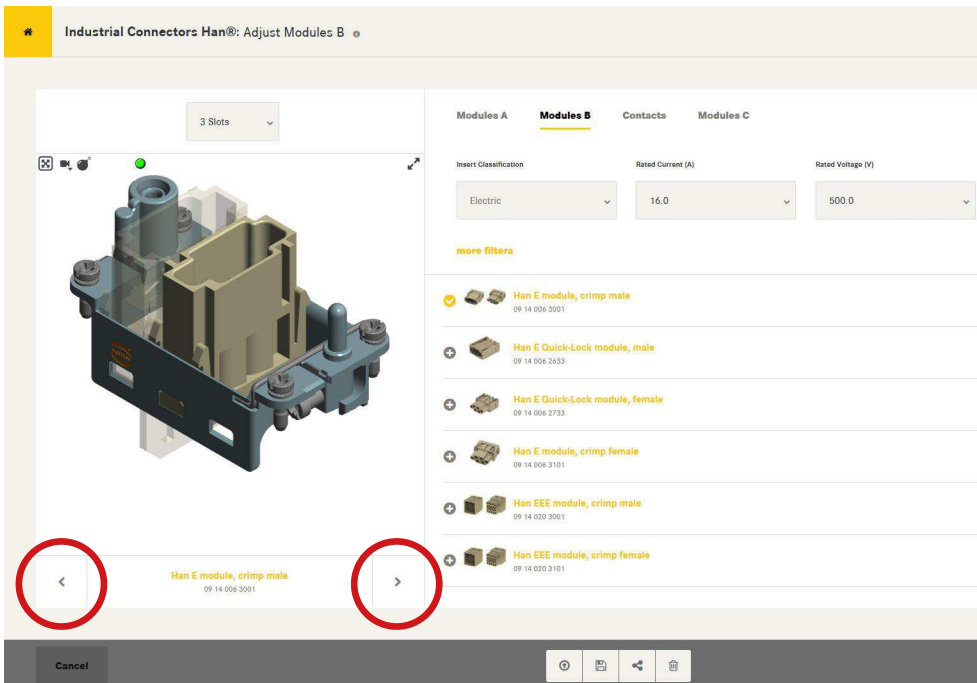 Industrial Connectors Han®: Adjust Modules B
3 Slots
Modules A Modules B Contacts Modules C
Insert Classification Rated Current (A) Rated Voltage (V)
Electric 16.0 500.0
more filters
Han E module, crimp male
09 14 006 3001
Han E Quick-Lock module, male
09 14 006 2633
Han E Quick-Lock module, female
09 14 006 2733
Han E module, crimp female
09 14 006 3101
Han EEE module, crimp male
09 14 020 3001
Han EEE module, crimp female
09 14 020 3101
Han E module, crimp male
09 14 006 3001
Cancel